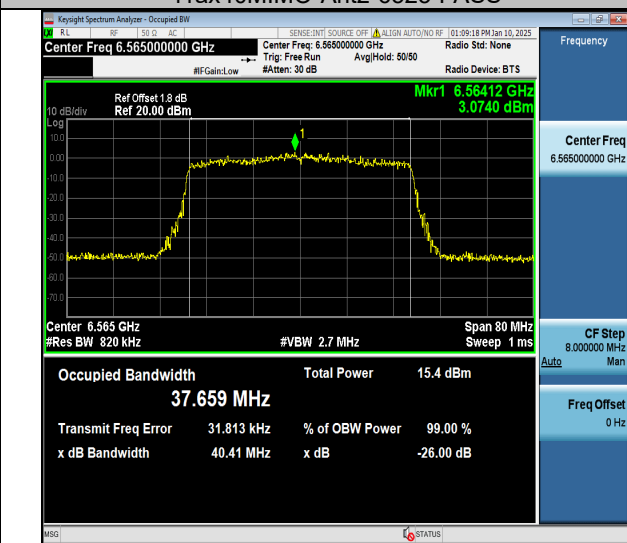 Keysight Spectrum Analyzer - Occupied BW
RL RF 50 Ω AC SENSE:INT SOURCE OFF ALIGN AUTO/NO RF 01:09:18 PM Jan 10, 2025
Center Freq 6.565000000 GHz
Center Freq: 6.565000000 GHz Radio Std: None
Trig: Free Run Avg|Hold: 50/50
#IFGain:Low #Atten: 30 dB Radio Device: BTS
Frequency
Ref Offset 1.8 dB
10 dB/div Ref 20.00 dBm
Mkr1 6.56412 GHz
3.0740 dBm
Log
10.0
0.00
-10.0
-20.0
-30.0
-40.0
-50.0
-60.0
-70.0
1
Center 6.565 GHz Span 80 MHz
#Res BW 820 kHz #VBW 2.7 MHz Sweep 1 ms
Occupied Bandwidth Total Power 15.4 dBm
37.659 MHz
Transmit Freq Error 31.813 kHz % of OBW Power 99.00 %
x dB Bandwidth 40.41 MHz x dB -26.00 dB
Center Freq
6.565000000 GHz
CF Step
8.000000 MHz
Auto Man
Freq Offset
0 Hz
MSG STATUS